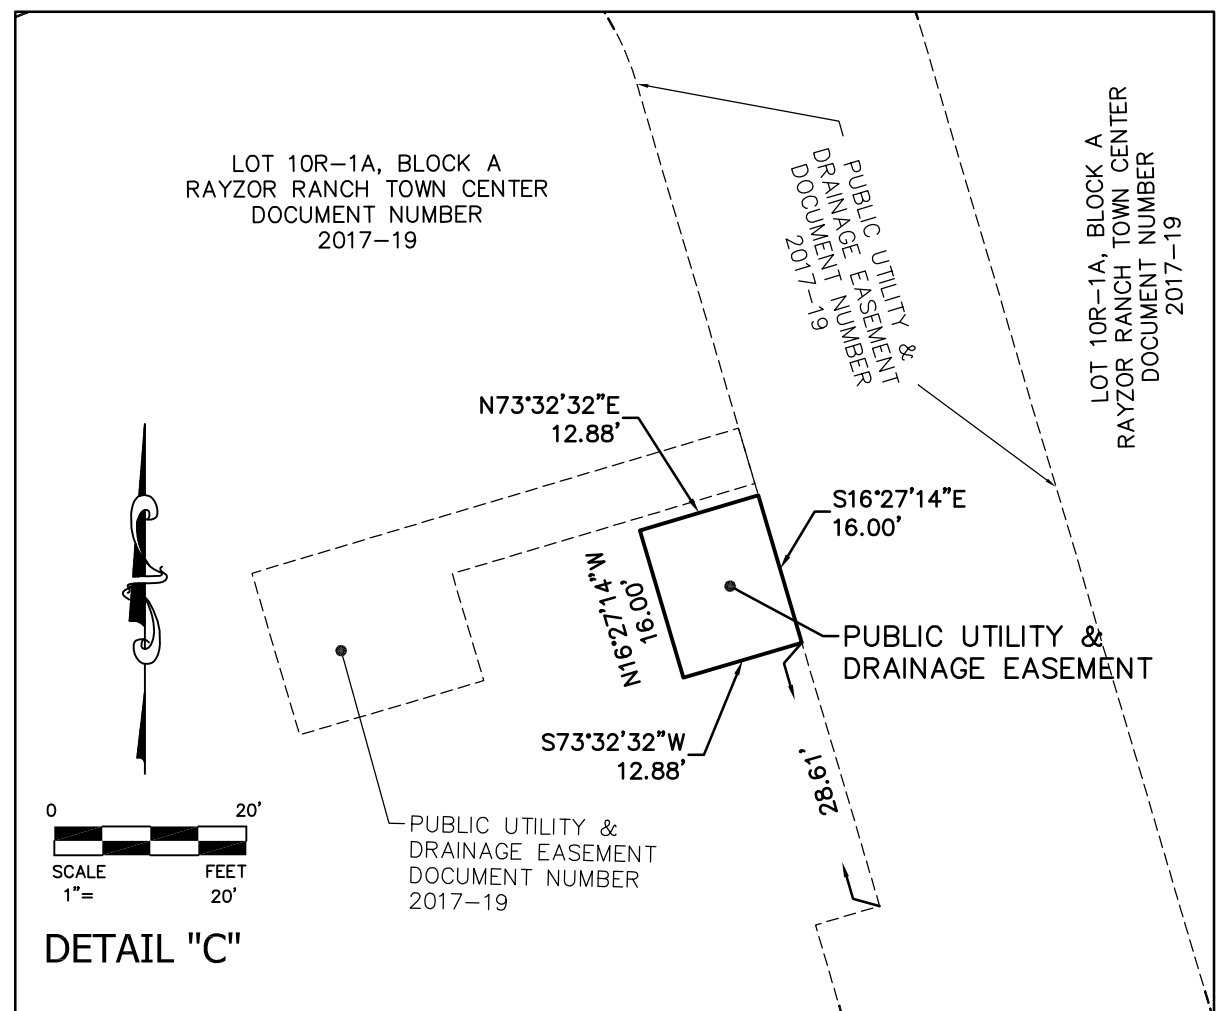 LOT 10R-1A, BLOCK A
RAYZOR RANCH TOWN CENTER
DOCUMENT NUMBER
2017-19
PUBLIC UTILITY &
DRAINAGE EASEMENT
DOCUMENT NUMBER
2017-19
LOT 10R-1A, BLOCK A
RAYZOR RANCH TOWN CENTER
DOCUMENT NUMBER
2017-19
N73°32'32"E
12.88'
S16°27'14"E
16.00'
N16°27'14"W
16.00'
PUBLIC UTILITY &
DRAINAGE EASEMENT
S73°32'32"W
12.88'
28.61'
PUBLIC UTILITY &
DRAINAGE EASEMENT
DOCUMENT NUMBER
2017-19
0 20'
SCALE FEET
1"= 20'
DETAIL "C"